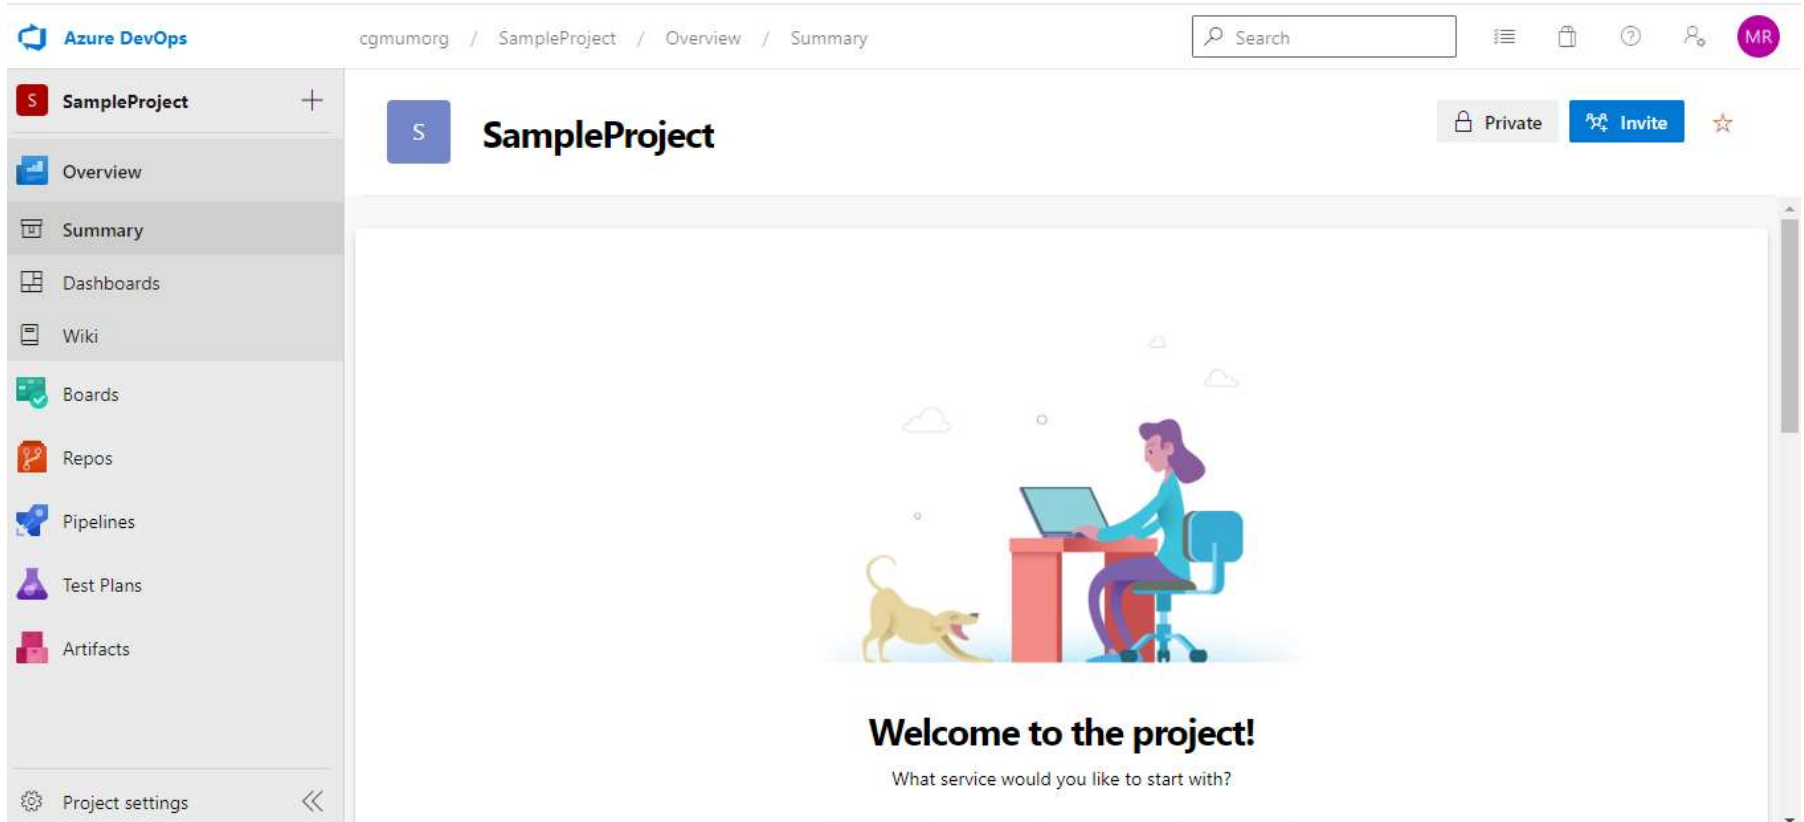 Azure DevOps
cgmumorg / SampleProject / Overview / Summary
Search
MR
S SampleProject
S SampleProject
Private
Invite
Overview
Summary
Dashboards
Wiki
Boards
Repos
Pipelines
Test Plans
Artifacts
Project settings
Welcome to the project!
What service would you like to start with?